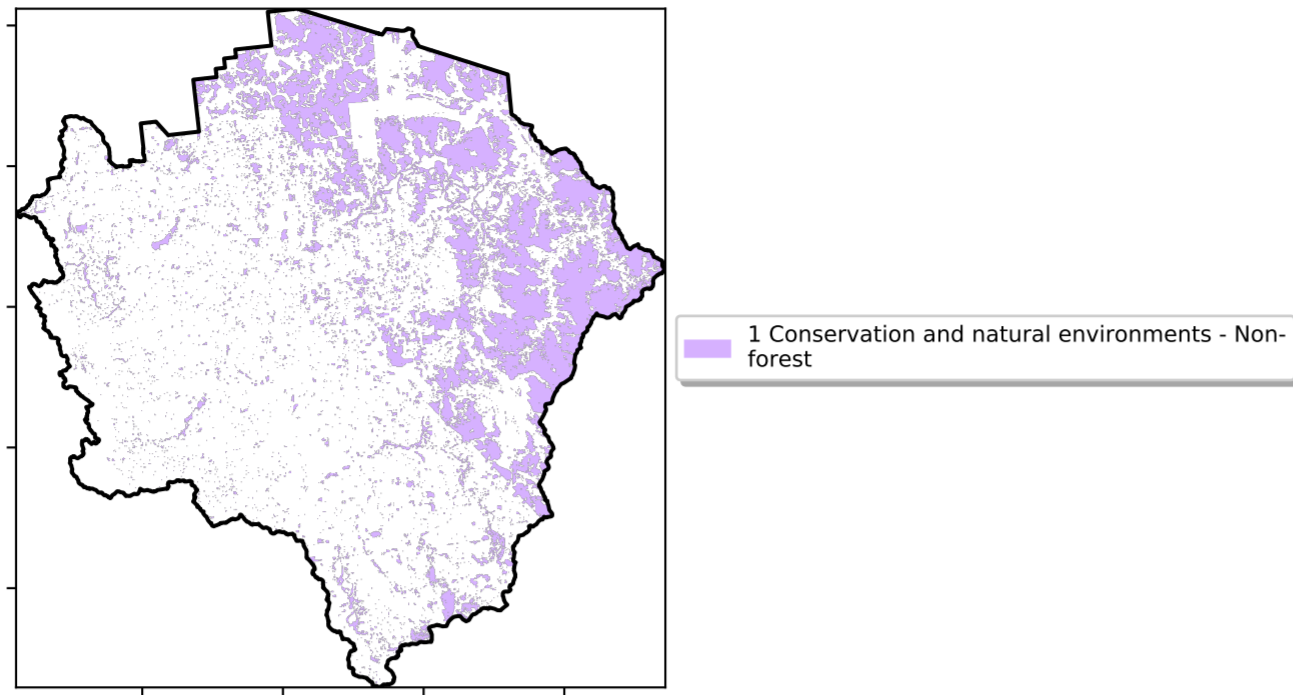 1 Conservation and natural environments - Non-
forest